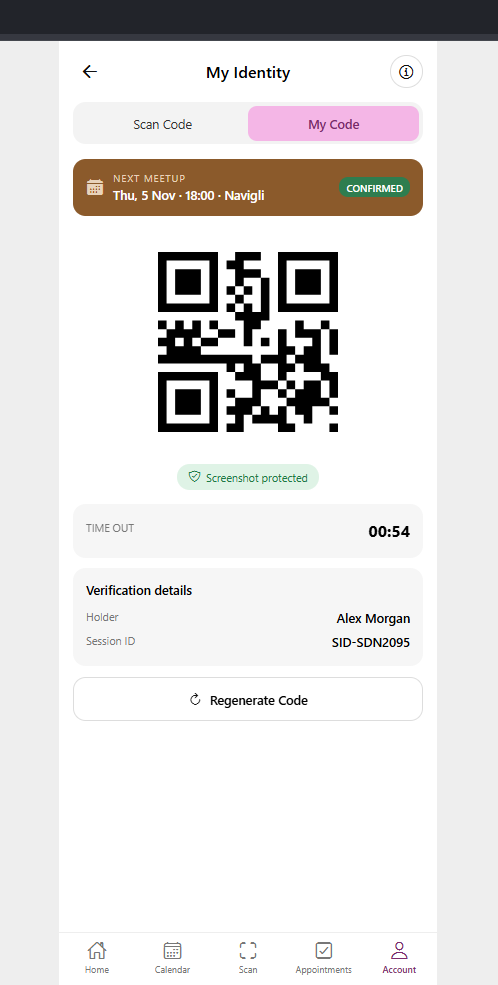 My Identity
Scan Code
My Code
NEXT MEETUP
Thu, 5 Nov · 18:00 · Navigli
CONFIRMED
Screenshot protected
TIME OUT
00:54
Verification details
Holder
Alex Morgan
Session ID
SID-SDN2095
Regenerate Code
Home
Calendar
Scan
Appointments
Account